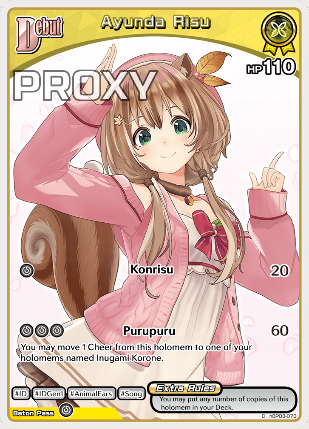 Debut
Ayunda Risu
HP110
PROXY
Konrisu 20
Purupuru 60
You may move 1 Cheer from this holomem to one of your
holomems named Inugami Korone.
#ID #IDGen1 #AnimalEars #Song
Extra Rules
You may put any number of copies of this
holomem in your Deck.
Baton Pass
C hBP03-070